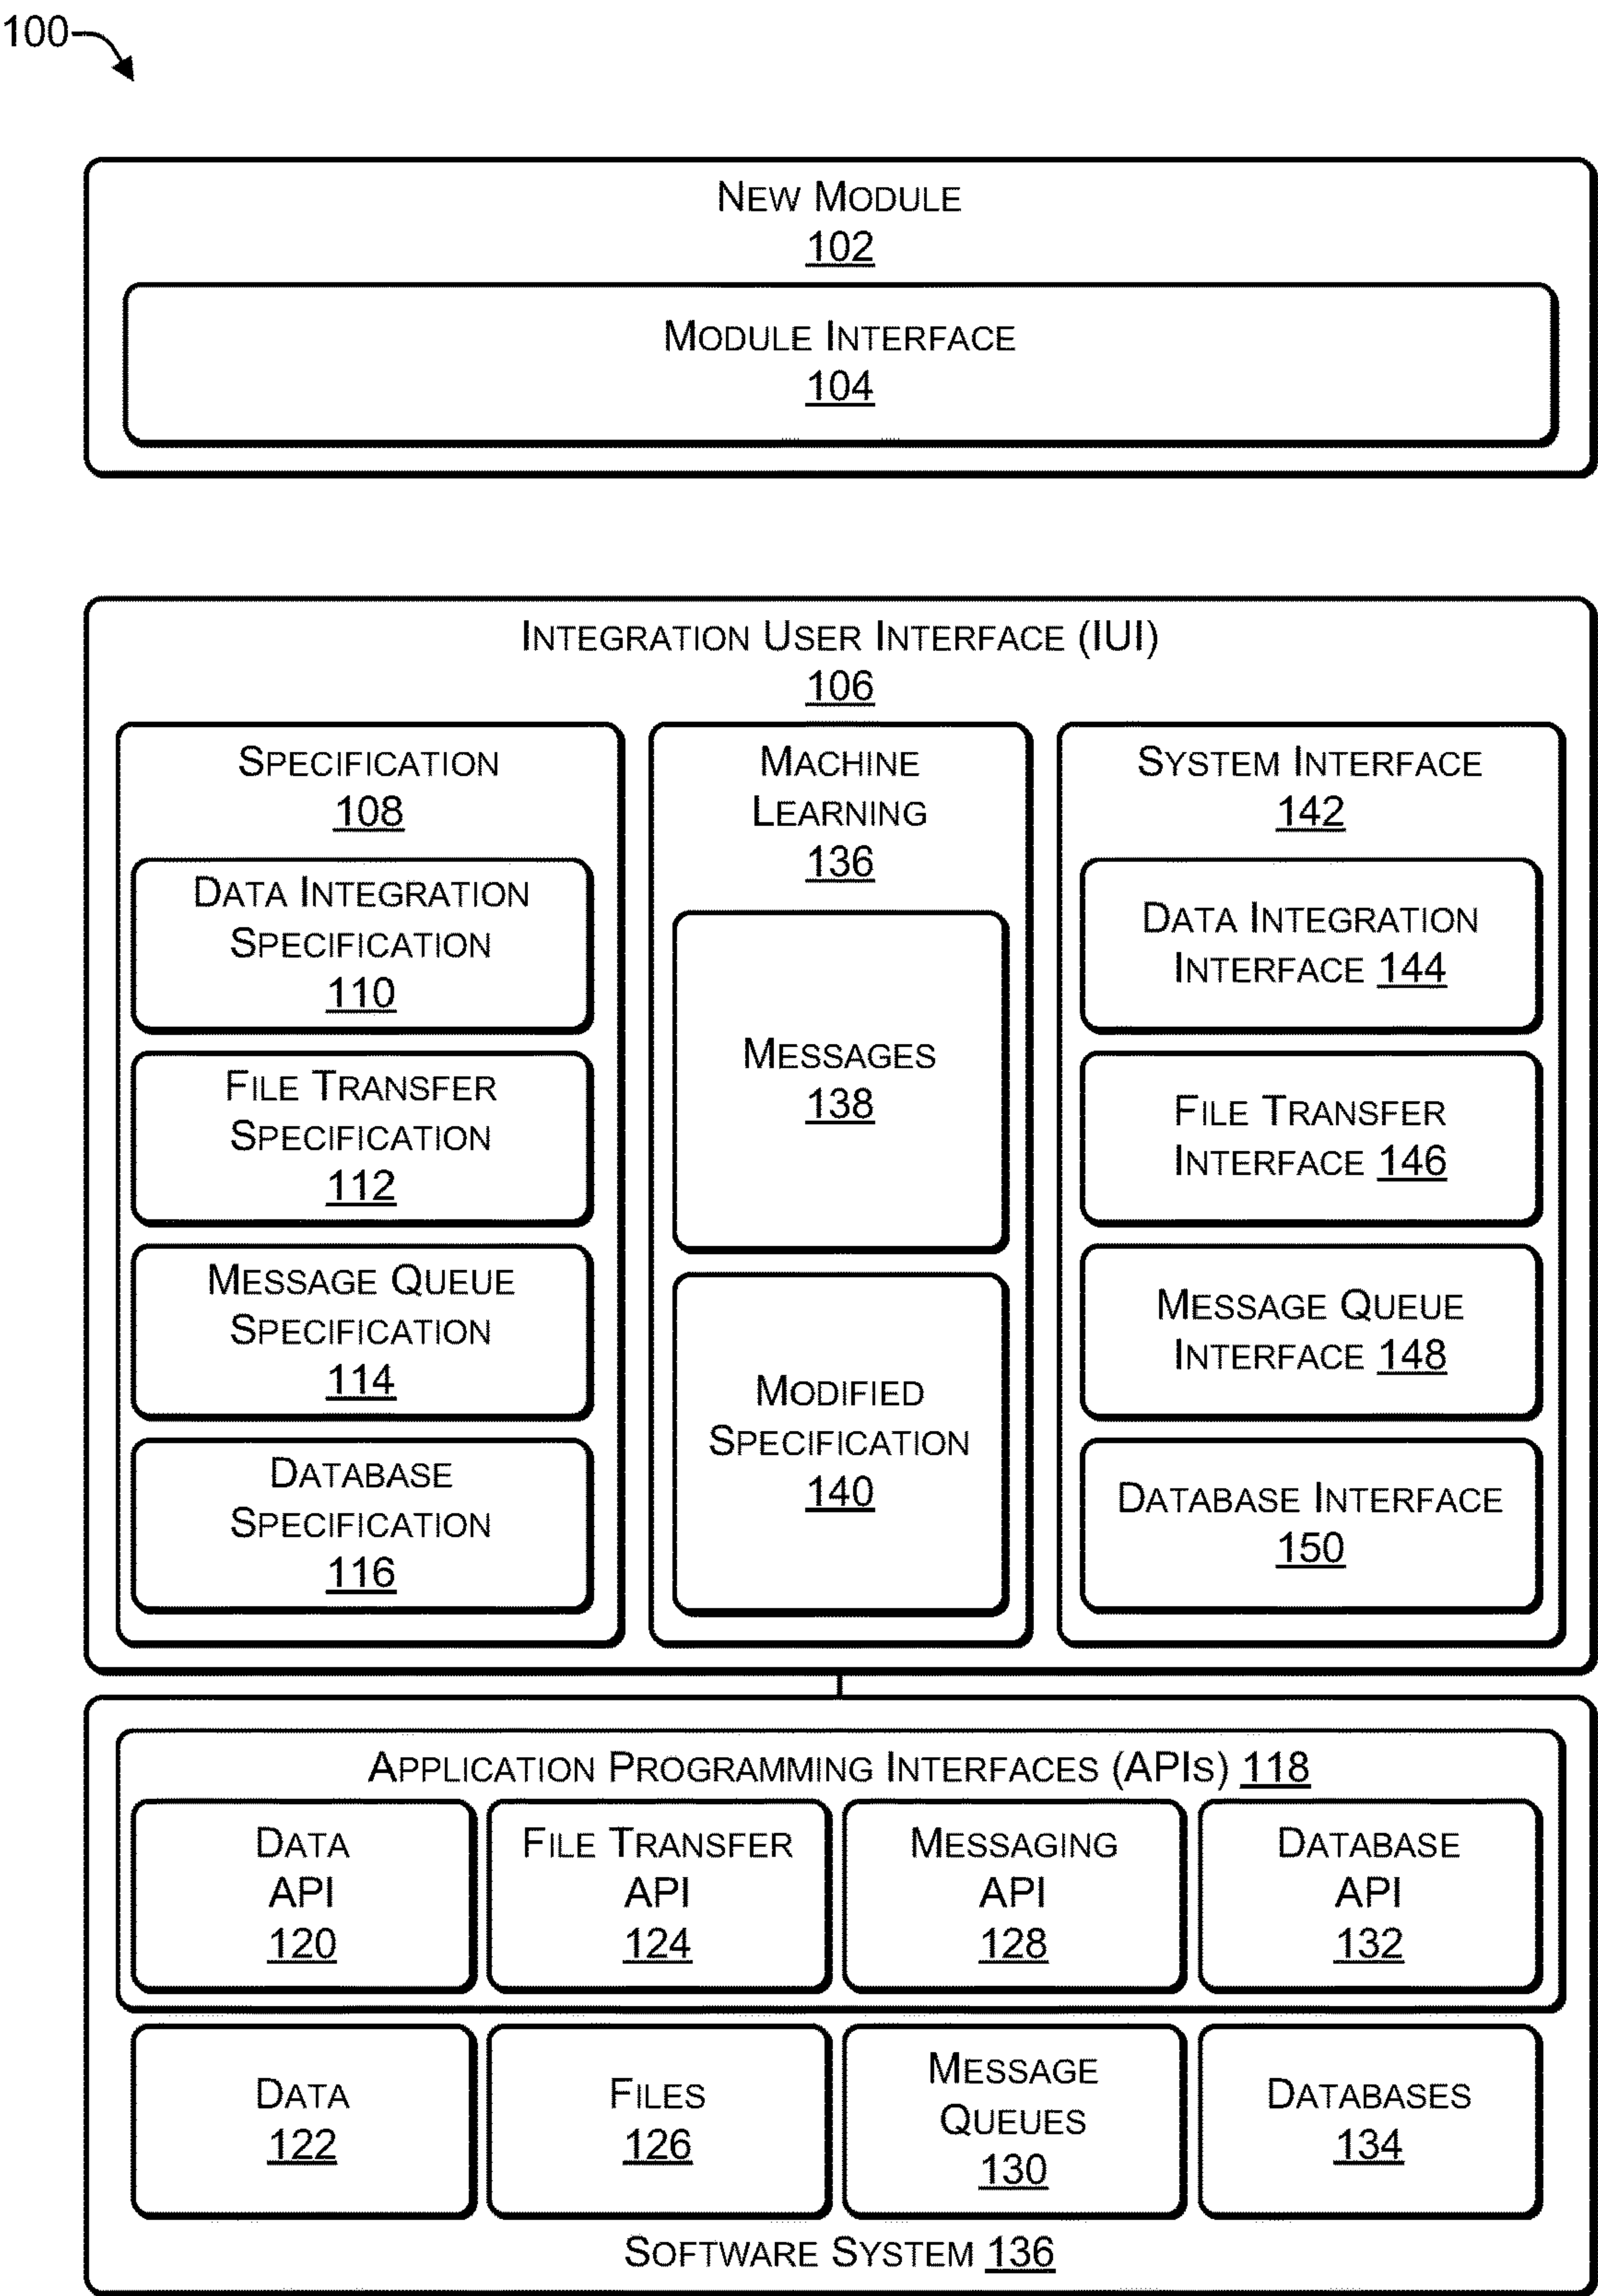 100
NEW MODULE
102
MODULE INTERFACE
104
INTEGRATION USER INTERFACE (IUI)
106
SPECIFICATION
108
DATA INTEGRATION
SPECIFICATION
110
FILE TRANSFER
SPECIFICATION
112
MESSAGE QUEUE
SPECIFICATION
114
DATABASE
SPECIFICATION
116
MACHINE
LEARNING
136
MESSAGES
138
MODIFIED
SPECIFICATION
140
SYSTEM INTERFACE
142
DATA INTEGRATION
INTERFACE 144
FILE TRANSFER
INTERFACE 146
MESSAGE QUEUE
INTERFACE 148
DATABASE INTERFACE
150
APPLICATION PROGRAMMING INTERFACES (APIS) 118
DATA
API
120
FILE TRANSFER
API
124
MESSAGING
API
128
DATABASE
API
132
DATA
122
FILES
126
MESSAGE
QUEUES
130
DATABASES
134
SOFTWARE SYSTEM 136